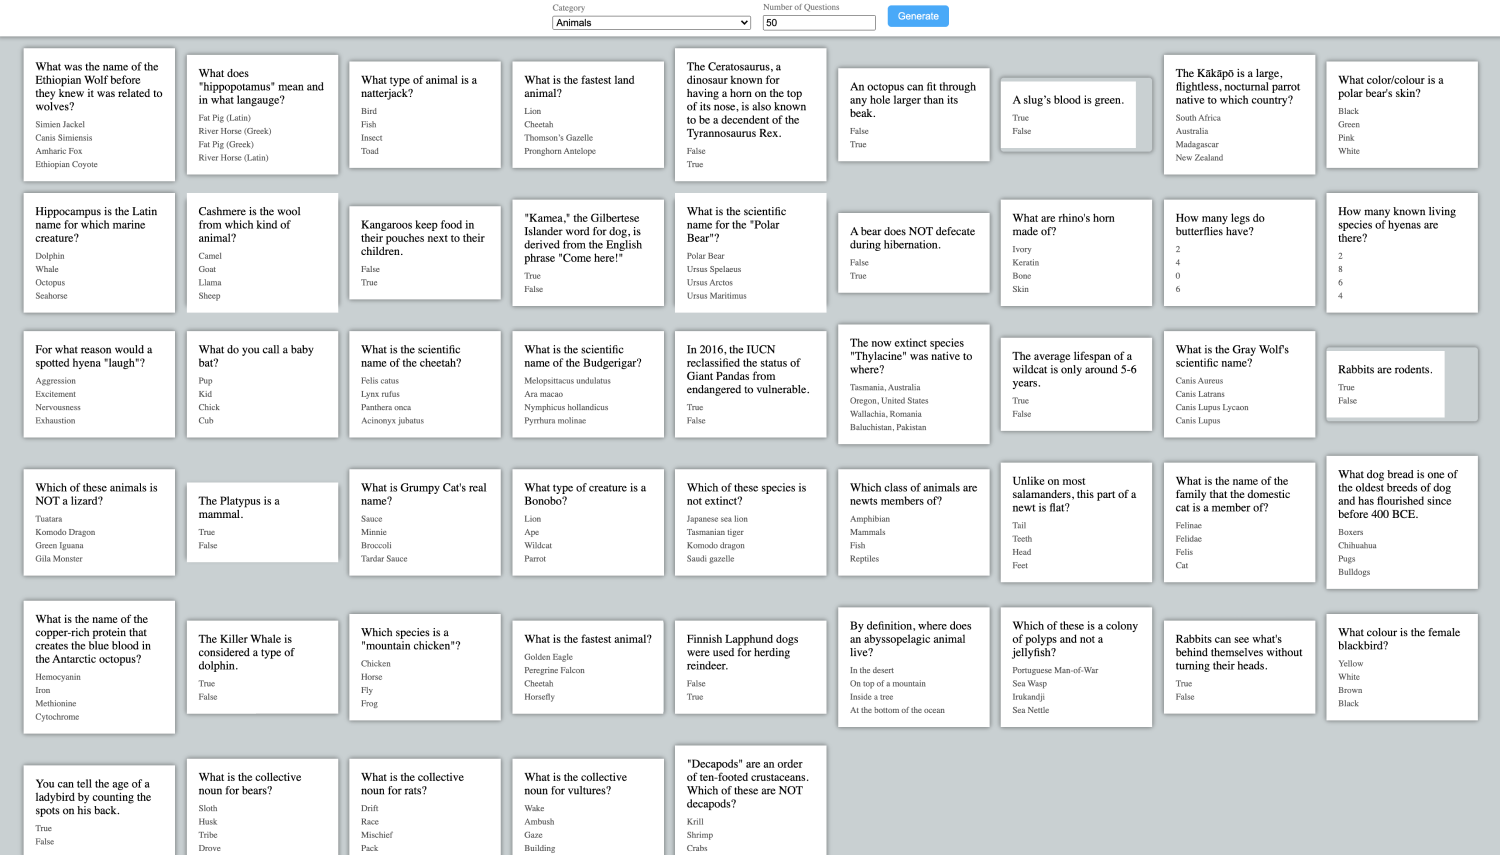 Category
Number of Questions
Animals
50
Generate
What was the name of the
Ethiopian Wolf before
they knew it was related to
wolves?
Simien Jackel
Canis Simiensis
Amharic Fox
Ethiopian Coyote
What does
"hippopotamus" mean and
in what langauge?
Fat Pig (Latin)
River Horse (Greek)
Fat Pig (Greek)
River Horse (Latin)
What type of animal is a
natterjack?
Bird
Fish
Insect
Toad
What is the fastest land
animal?
Lion
Cheetah
Thomson's Gazelle
Pronghorn Antelope
The Ceratosaurus, a
dinosaur known for
having a horn on the top
of its nose, is also known
to be a decendent of the
Tyrannosaurus Rex.
False
True
An octopus can fit through
any hole larger than its
beak.
False
True
A slug's blood is green.
True
False
The Kākāpō is a large,
flightless, nocturnal parrot
native to which country?
South Africa
Australia
Madagascar
New Zealand
What color/colour is a
polar bear's skin?
Black
Green
Pink
White
Hippocampus is the Latin
name for which marine
creature?
Dolphin
Whale
Octopus
Seahorse
Cashmere is the wool
from which kind of
animal?
Camel
Goat
Llama
Sheep
Kangaroos keep food in
their pouches next to their
children.
False
True
"Kamea," the Gilbertese
Islander word for dog, is
derived from the English
phrase "Come here!"
True
False
What is the scientific
name for the "Polar
Bear"?
Polar Bear
Ursus Spelaeus
Ursus Arctos
Ursus Maritimus
A bear does NOT defecate
during hibernation.
False
True
What are rhino's horn
made of?
Ivory
Keratin
Bone
Skin
How many legs do
butterflies have?
2
4
0
6
How many known living
species of hyenas are
there?
2
8
6
4
For what reason would a
spotted hyena "laugh"?
Aggression
Excitement
Nervousness
Exhaustion
What do you call a baby
bat?
Pup
Kid
Chick
Cub
What is the scientific
name of the cheetah?
Felis catus
Lynx rufus
Panthera onca
Acinonyx jubatus
What is the scientific
name of the Budgerigar?
Melopsittacus undulatus
Ara macao
Nymphicus hollandicus
Pyrrhura molinae
In 2016, the IUCN
reclassified the status of
Giant Pandas from
endangered to vulnerable.
True
False
The now extinct species
"Thylacine" was native to
where?
Tasmania, Australia
Oregon, United States
Wallachia, Romania
Baluchistan, Pakistan
The average lifespan of a
wildcat is only around 5-6
years.
True
False
What is the Gray Wolf's
scientific name?
Canis Aureus
Canis Latrans
Canis Lupus Lycaon
Canis Lupus
Rabbits are rodents.
True
False
Which of these animals is
NOT a lizard?
Tuatara
Komodo Dragon
Green Iguana
Gila Monster
The Platypus is a
mammal.
True
False
What is Grumpy Cat's real
name?
Sauce
Minnie
Broccoli
Tardar Sauce
What type of creature is a
Bonobo?
Lion
Ape
Wildcat
Parrot
Which of these species is
not extinct?
Japanese sea lion
Tasmanian tiger
Komodo dragon
Saudi gazelle
Which class of animals are
newts members of?
Amphibian
Mammals
Fish
Reptiles
Unlike on most
salamanders, this part of a
newt is flat?
Tail
Teeth
Head
Feet
What is the name of the
family that the domestic
cat is a member of?
Felinae
Felidae
Felis
Cat
What dog bread is one of
the oldest breeds of dog
and has flourished since
before 400 BCE.
Boxers
Chihuahua
Pugs
Bulldogs
What is the name of the
copper-rich protein that
creates the blue blood in
the Antarctic octopus?
Hemocyanin
Iron
Methionine
Cytochrome
The Killer Whale is
considered a type of
dolphin.
True
False
Which species is a
"mountain chicken"?
Chicken
Horse
Fly
Frog
What is the fastest animal?
Golden Eagle
Peregrine Falcon
Cheetah
Horsefly
Finnish Lapphund dogs
were used for herding
reindeer.
False
True
By definition, where does
an abyssopelagic animal
live?
In the desert
On top of a mountain
Inside a tree
At the bottom of the ocean
Which of these is a colony
of polyps and not a
jellyfish?
Portuguese Man-of-War
Sea Wasp
Irukandji
Sea Nettle
Rabbits can see what's
behind themselves without
turning their heads.
True
False
What colour is the female
blackbird?
Yellow
White
Brown
Black
You can tell the age of a
ladybird by counting the
spots on his back.
True
False
What is the collective
noun for bears?
Sloth
Husk
Tribe
Drove
What is the collective
noun for rats?
Drift
Race
Mischief
Pack
What is the collective
noun for vultures?
Wake
Ambush
Gaze
Building
"Decapods" are an order
of ten-footed crustaceans.
Which of these are NOT
decapods?
Krill
Shrimp
Crabs